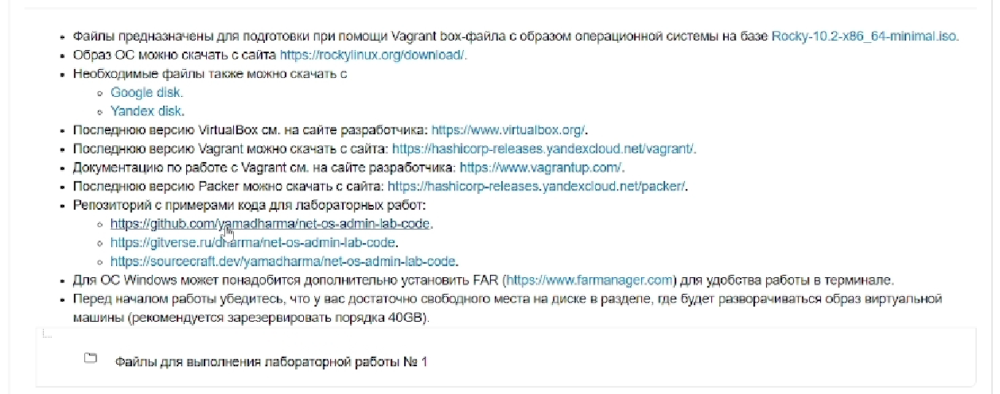 Файлы предназначены для подготовки при помощи Vagrant box-файла с образом операционной системы на базе Rocky-10.2-x86_64-minimal.iso.
Образ ОС можно скачать с сайта https://rockylinux.org/download/.
Необходимые файлы также можно скачать с
Google disk.
Yandex disk.
Последнюю версию VirtualBox см. на сайте разработчика: https://www.virtualbox.org/.
Последнюю версию Vagrant можно скачать с сайта: https://hashicorp-releases.yandexcloud.net/vagrant/.
Документацию по работе с Vagrant см. на сайте разработчика: https://www.vagrantup.com/.
Последнюю версию Packer можно скачать с сайта: https://hashicorp-releases.yandexcloud.net/packer/.
Репозиторий с примерами кода для лабораторных работ:
https://github.com/yamadharma/net-os-admin-lab-code.
https://gitverse.ru/dharma/net-os-admin-lab-code.
https://sourcecraft.dev/yamadharma/net-os-admin-lab-code.
Для ОС Windows может понадобится дополнительно установить FAR (https://www.farmanager.com) для удобства работы в терминале.
Перед началом работы убедитесь, что у вас достаточно свободного места на диске в разделе, где будет разворачиваться образ виртуальной
машины (рекомендуется зарезервировать порядка 40GB).
Файлы для выполнения лабораторной работы № 1